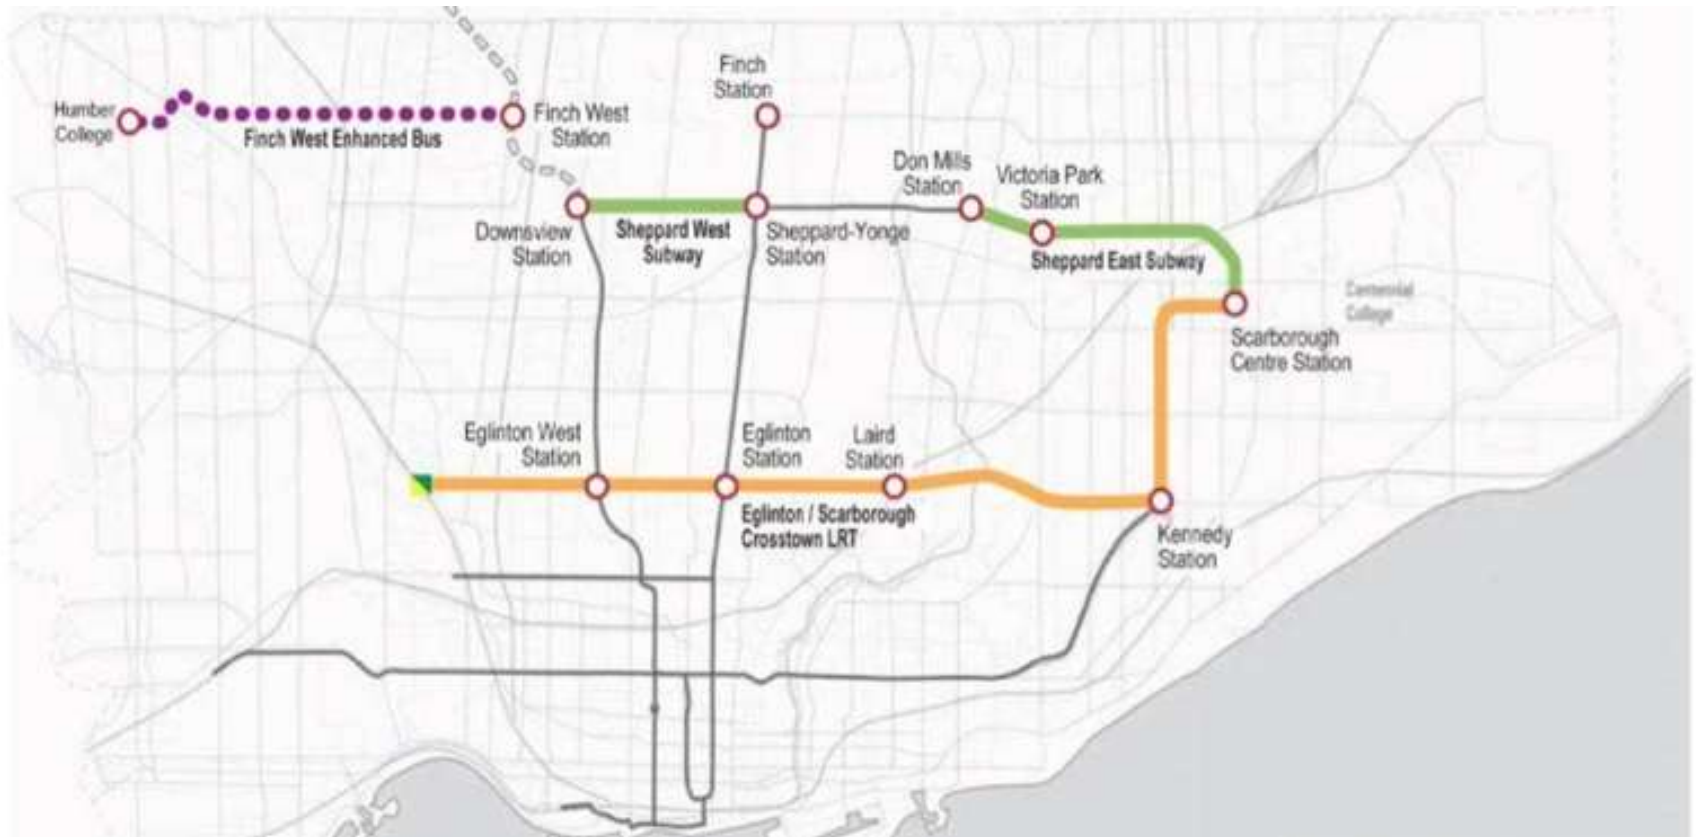 Finch
Station
Humber
College
Finch West Enhanced Bus
Finch West
Station
Don Mills
Station
Victoria Park
Station
Downsview
Station
Sheppard West
Subway
Sheppard-Yonge
Station
Sheppard East Subway
Centennial
College
Scarborough
Centre Station
Eglinton West
Station
Eglinton
Station
Laird
Station
Eglinton / Scarborough
Crosstown LRT
Kennedy
Station